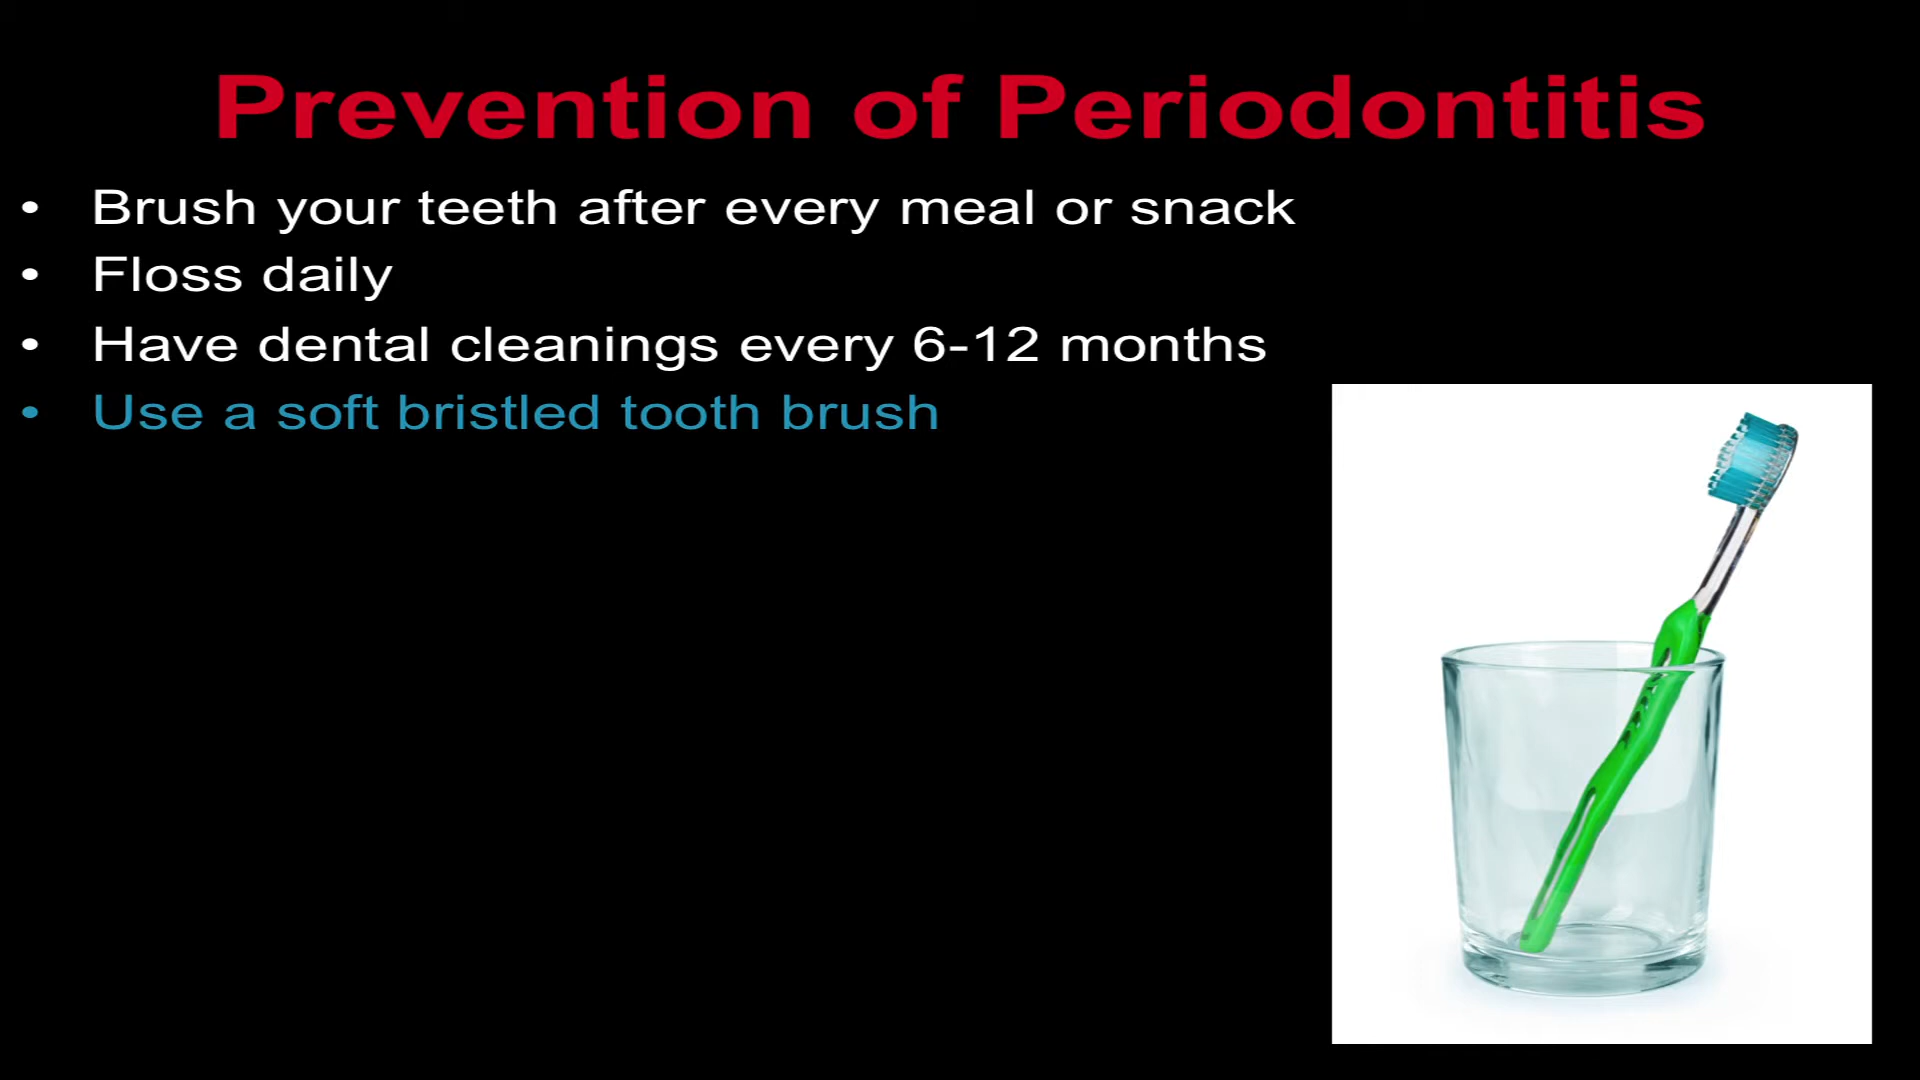 Prevention of Periodontitis
• Brush your teeth after every meal or snack
• Floss daily
• Have dental cleanings every 6-12 months
• Use a soft bristled tooth brush